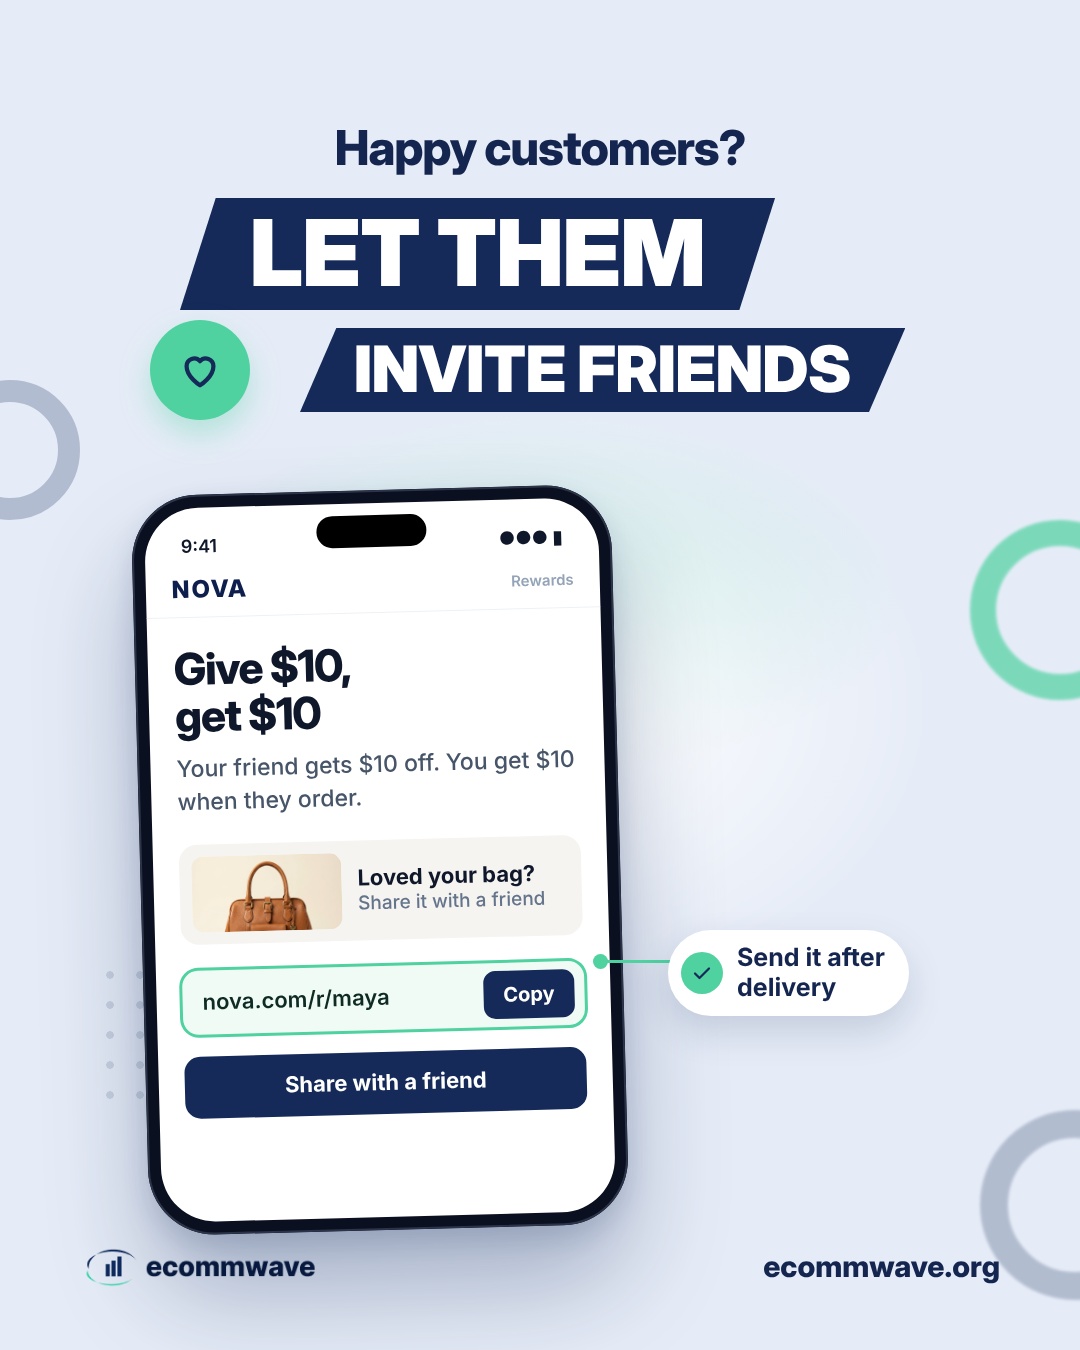 Happy customers?
LET THEM
INVITE FRIENDS
9:41
NOVA
Rewards
Give $10,
get $10
Your friend gets $10 off. You get $10
when they order.
Loved your bag?
Share it with a friend
nova.com/r/maya
Copy
Send it after
delivery
Share with a friend
ecommwave
ecommwave.org